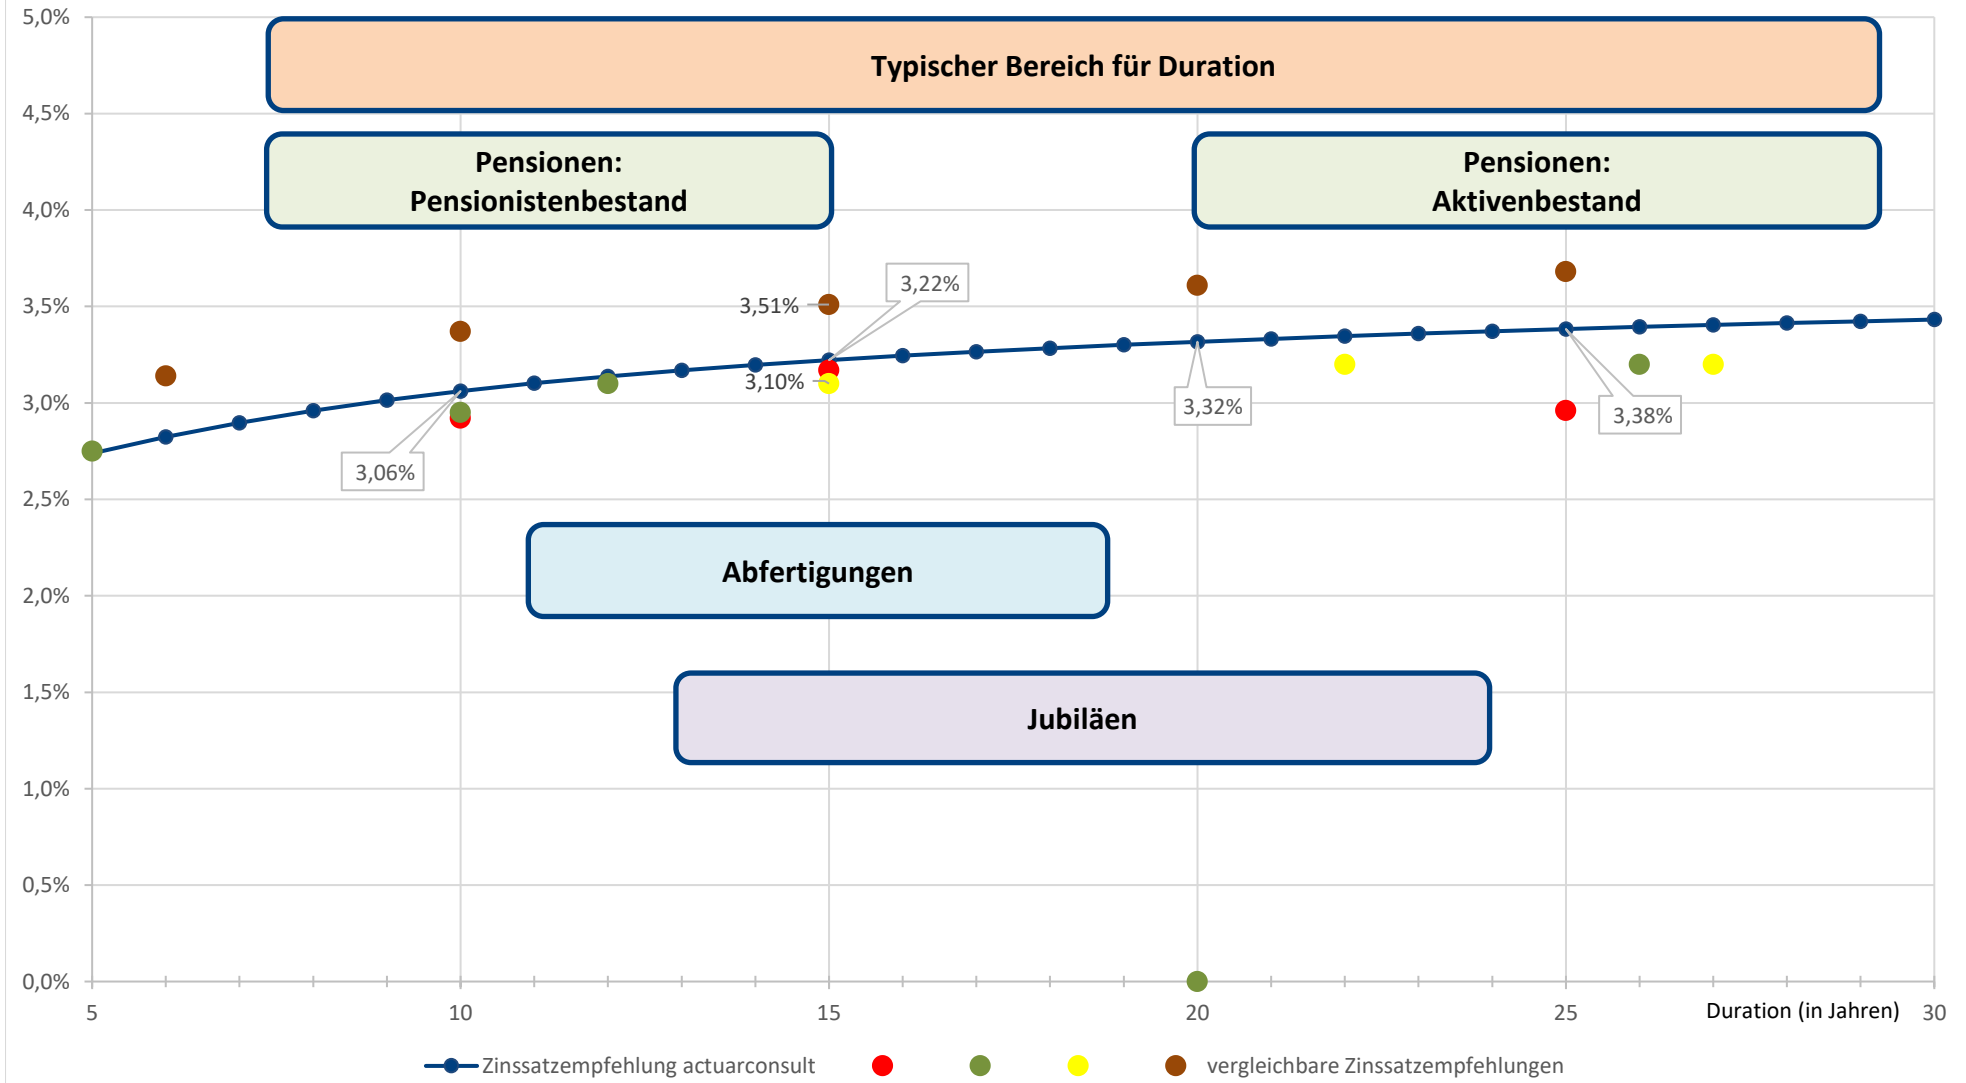 5,0%
Typischer Bereich für Duration
4,5%
Pensionen:
Pensionistenbestand
Pensionen:
Aktivenbestand
4,0%
3,5%
3,51%
3,22%
3,10%
3,0%
3,06%
3,32%
3,38%
2,5%
Abfertigungen
2,0%
1,5%
Jubiläen
1,0%
0,5%
0,0%
5 10 15 20 25 30
Duration (in Jahren)
Zinssatzempfehlung actuarconsult
vergleichbare Zinssatzempfehlungen